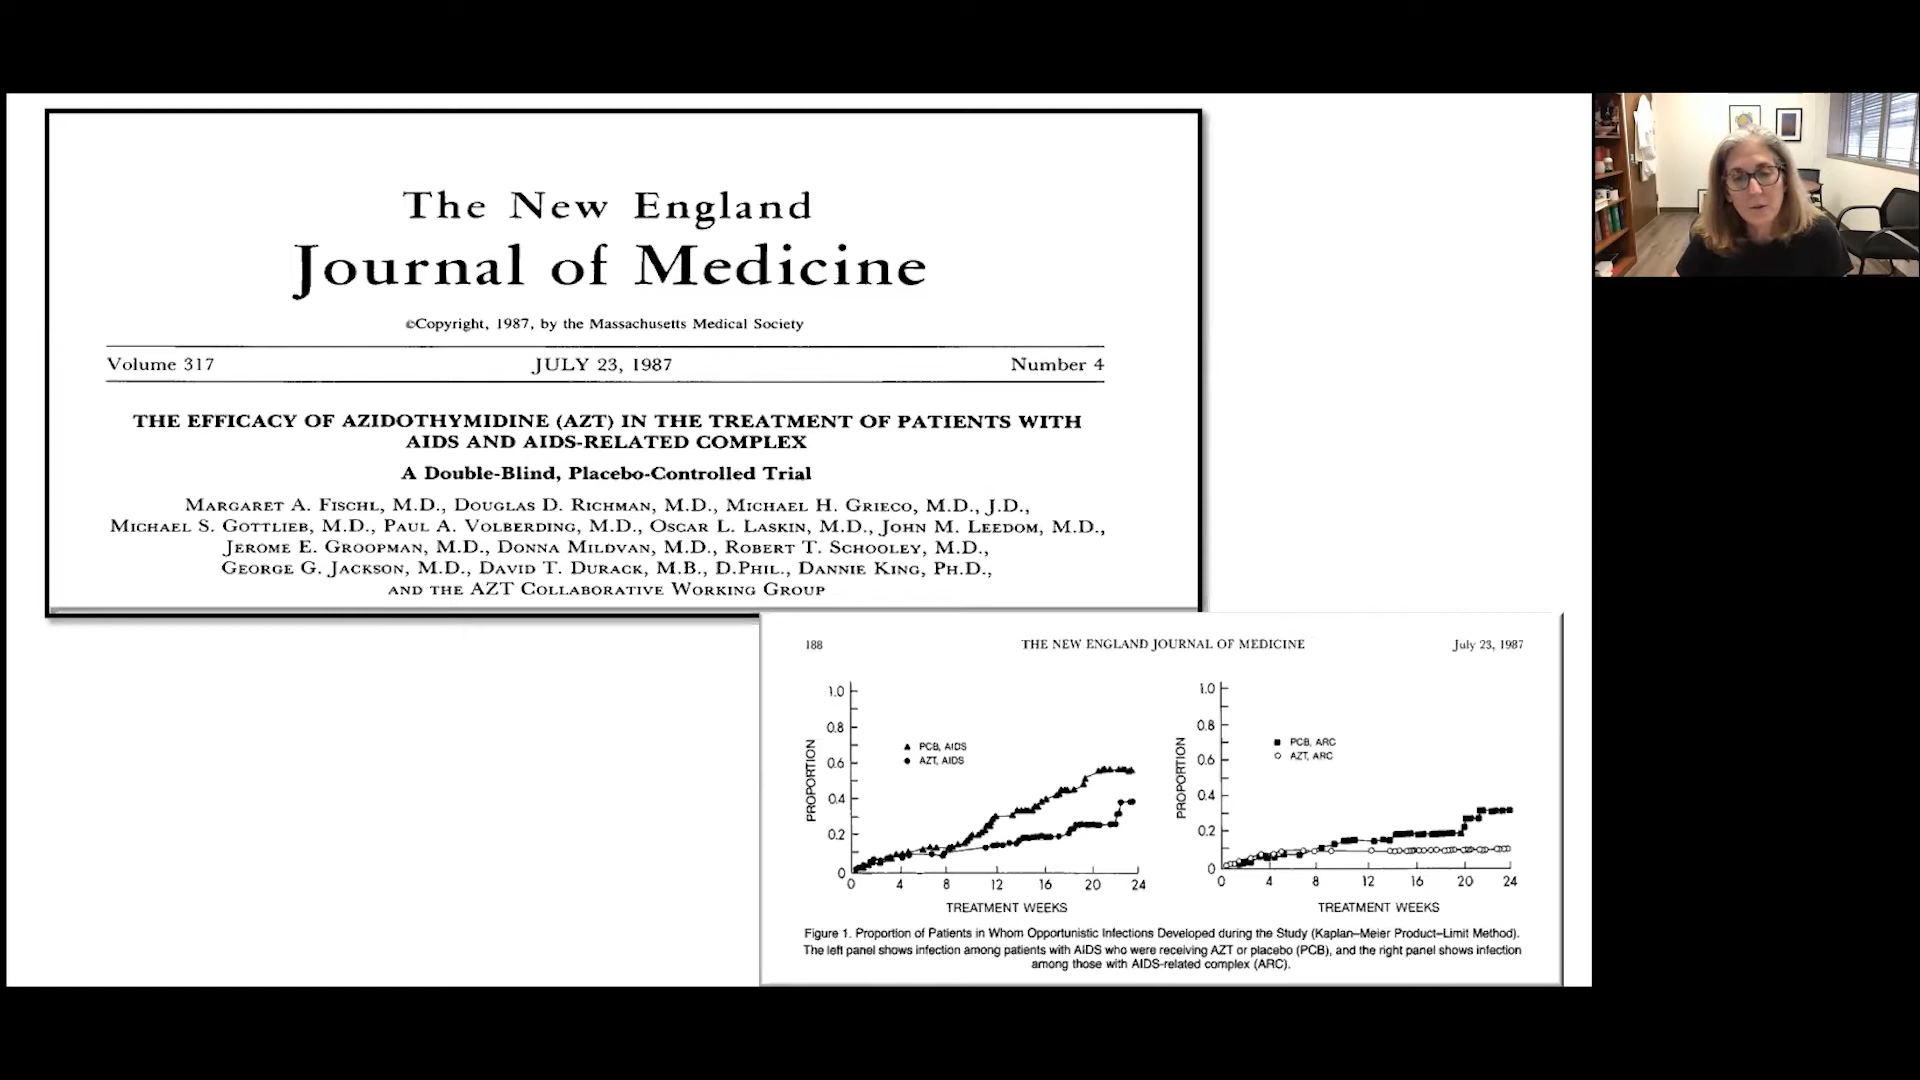 The New England
Journal of Medicine
©Copyright, 1987, by the Massachusetts Medical Society
Volume 317 JULY 23, 1987 Number 4
THE EFFICACY OF AZIDOTHYMIDINE (AZT) IN THE TREATMENT OF PATIENTS WITH
AIDS AND AIDS-RELATED COMPLEX
A Double-Blind, Placebo-Controlled Trial
MARGARET A. FISCHL, M.D., DOUGLAS D. RICHMAN, M.D., MICHAEL H. GRIECO, M.D., J.D.,
MICHAEL S. GOTTLIEB, M.D., PAUL A. VOLBERDING, M.D., OSCAR L. LASKIN, M.D., JOHN M. LEEDOM, M.D.,
JEROME E. GROOPMAN, M.D., DONNA MILDVAN, M.D., ROBERT T. SCHOOLEY, M.D.,
GEORGE G. JACKSON, M.D., DAVID T. DURACK, M.B., D.PHIL., DANNIE KING, PH.D.,
AND THE AZT COLLABORATIVE WORKING GROUP
188 THE NEW ENGLAND JOURNAL OF MEDICINE July 23, 1987
PROPORTION
1.0
0.8
0.6
0.4
0.2
0
PCB, AIDS
AZT, AIDS
0 4 8 12 16 20 24
TREATMENT WEEKS
PROPORTION
1.0
0.8
0.6
0.4
0.2
0
PCB, ARC
AZT, ARC
0 4 8 12 16 20 24
TREATMENT WEEKS
Figure 1. Proportion of Patients in Whom Opportunistic Infections Developed during the Study (Kaplan–Meier Product–Limit Method).
The left panel shows infection among patients with AIDS who were receiving AZT or placebo (PCB), and the right panel shows infection
among those with AIDS-related complex (ARC).